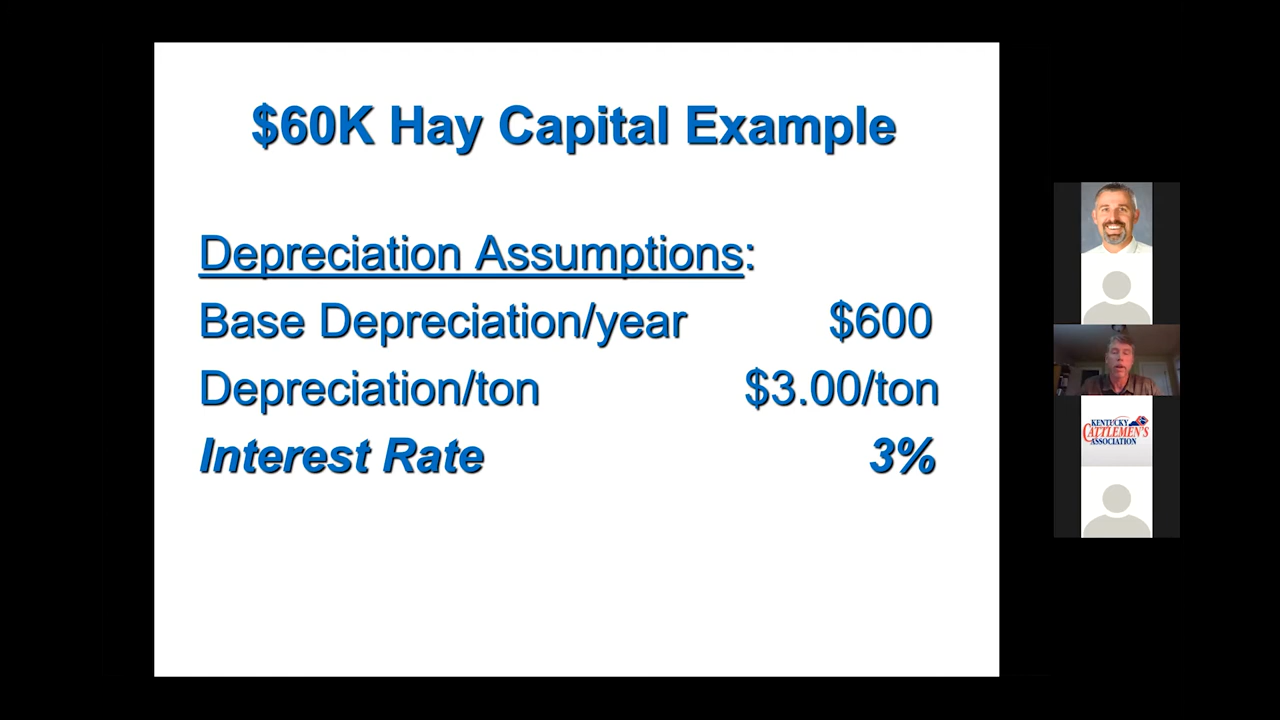 $60K Hay Capital Example
Depreciation Assumptions:
Base Depreciation/year $600
Depreciation/ton $3.00/ton
Interest Rate 3%
KENTUCKY
CATTLEMEN'S
ASSOCIATION